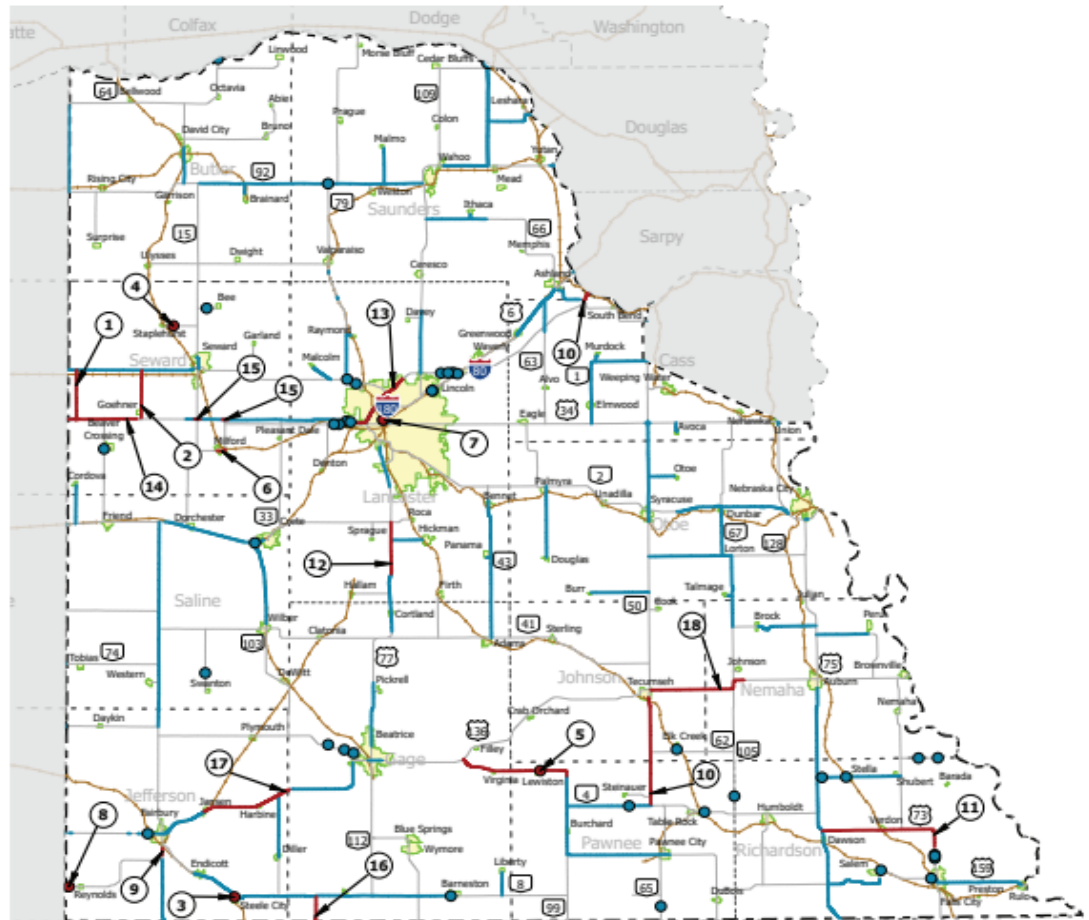 Colfax
Dodge
Washington
Linwood
Morse Bluff
Cedar Bluffs
64
Bellwood
Octavia
Abie
109
Leshara
Prague
Colon
Douglas
David City
Bruno
Malmo
Wahoo
Yutan
Butler
92
Rising City
Weston
Mead
Garrison
Brainard
79
Saunders
Ithaca
Surprise
15
66
Sarpy
Ulysses
Dwight
Valparaiso
Memphis
Ceresco
Ashland
4
Bee
13
Davey
6
South Bend
Staplehurst
Raymond
Greenwood
Waverly
10
Murdock
1
Seward
Seward
Garland
Malcolm
80
63
1
Cass
15
15
Lincoln
Alvo
Weeping Water
Goehner
180
34
Elmwood
Beaver
Crossing
Pleasant Dale
7
Eagle
Nehawka
Union
Milford
Avoca
Cordova
2
6
Denton
2
Otoe
14
Lancaster
Bennet
Palmyra
Unadilla
Syracuse
Nebraska City
Friend
Dorchester
33
Crete
Roca
Otoe
Dunbar
Sprague
Hickman
67
128
Panama
43
Lorton
12
Douglas
Hallam
Firth
Burr
Talmage
Julian
Saline
50
Cook
Cortland
Brock
Peru
Wilber
Clatonia
41
Sterling
18
103
Adams
74
77
Johnson
75
Tobias
Western
Swanton
DeWitt
Pickrell
Johnson
Tecumseh
Nemaha
Auburn
Brownville
Nemaha
Daykin
Crab Orchard
Plymouth
Beatrice
136
Filley
5
Elk Creek
62
105
Gage
17
Virginia
Lewiston
10
Stella
Shubert
Barada
Jefferson
Jansen
Steinauer
11
8
Fairbury
Harbine
4
73
Burchard
Table Rock
Humboldt
Verdon
Blue Springs
Dawson
112
Wymore
Pawnee
Pawnee City
Richardson
Endicott
Diller
16
Liberty
Salem
159
Reynolds
9
Barneston
8
Preston
Rulo
65
DuBois
Falls City
3
Steele City
99